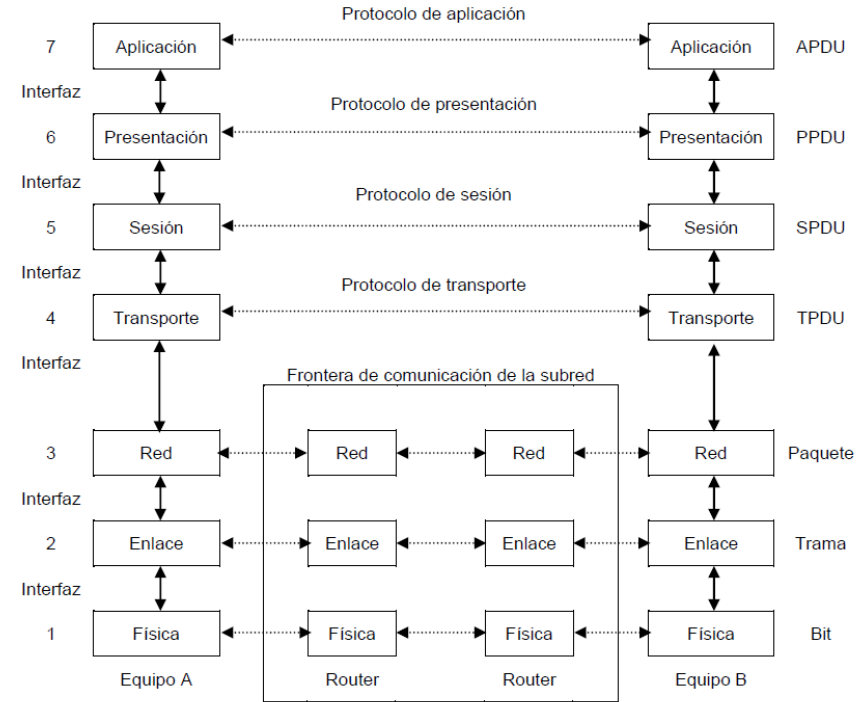 Protocolo de aplicación
7 Aplicación Aplicación APDU
Interfaz
Protocolo de presentación
6 Presentación Presentación PPDU
Interfaz
Protocolo de sesión
5 Sesión Sesión SPDU
Interfaz
Protocolo de transporte
4 Transporte Transporte TPDU
Interfaz
Frontera de comunicación de la subred
3 Red Red Red Red Paquete
Interfaz
2 Enlace Enlace Enlace Enlace Trama
Interfaz
1 Física Física Física Física Bit
Equipo A Router Router Equipo B